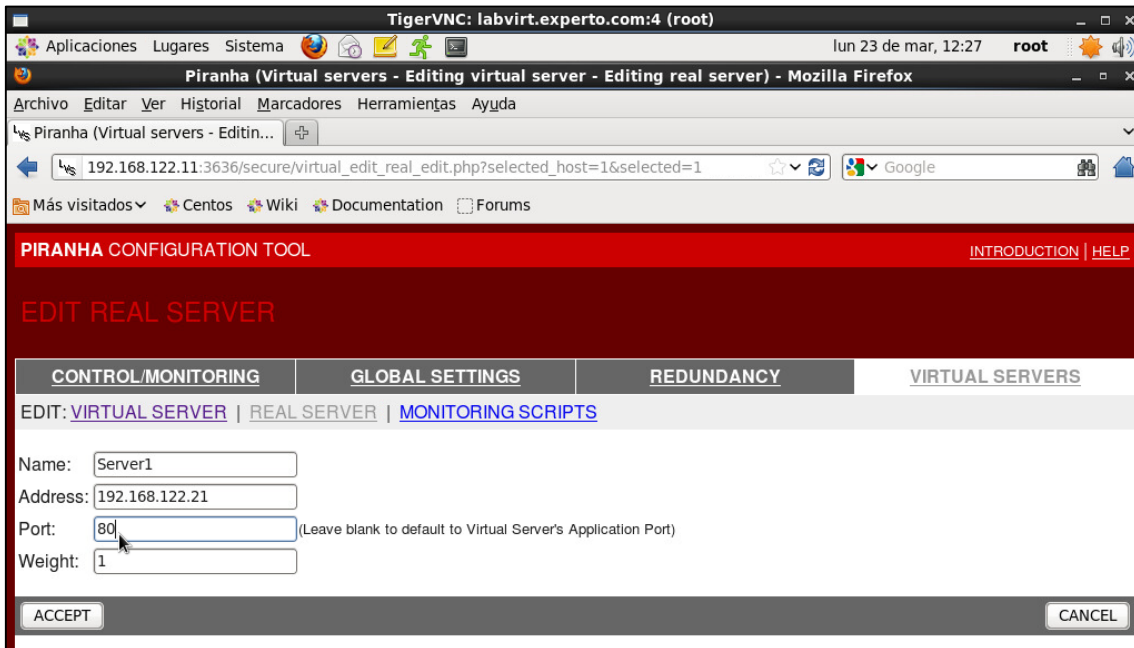 TigerVNC: labvirt.experto.com:4 (root)
Aplicaciones Lugares Sistema lun 23 de mar, 12:27 root
Piranha (Virtual servers - Editing virtual server - Editing real server) - Mozilla Firefox
Archivo Editar Ver Historial Marcadores Herramientas Ayuda
LVS Piranha (Virtual servers - Editin...
LVS 192.168.122.11:3636/secure/virtual_edit_real_edit.php?selected_host=1&selected=1 Google
Más visitados Centos Wiki Documentation Forums
PIRANHA CONFIGURATION TOOL INTRODUCTION | HELP
EDIT REAL SERVER
CONTROL/MONITORING GLOBAL SETTINGS REDUNDANCY VIRTUAL SERVERS
EDIT: VIRTUAL SERVER | REAL SERVER | MONITORING SCRIPTS
Name: Server1
Address: 192.168.122.21
Port: 80 (Leave blank to default to Virtual Server's Application Port)
Weight: 1
ACCEPT CANCEL